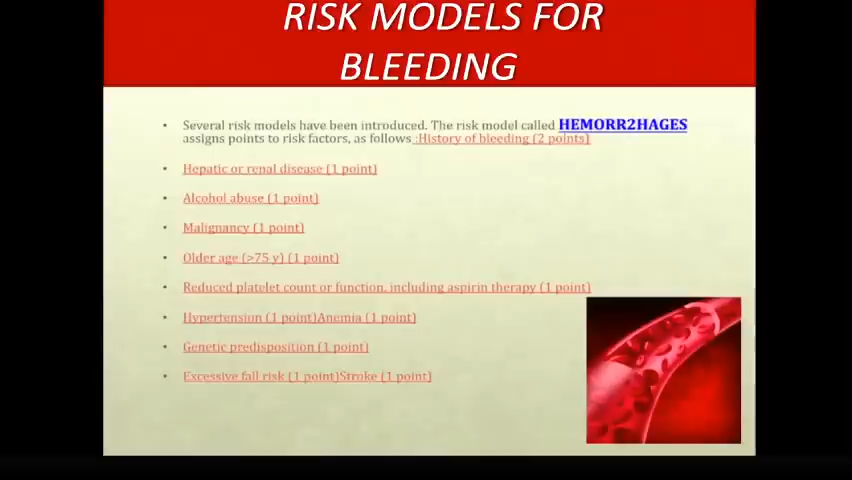 RISK MODELS FOR
BLEEDING
• Several risk models have been introduced. The risk model called HEMORR2HAGES
assigns points to risk factors, as follows :History of bleeding (2 points)
• Hepatic or renal disease (1 point)
• Alcohol abuse (1 point)
• Malignancy (1 point)
• Older age (>75 y) (1 point)
• Reduced platelet count or function, including aspirin therapy (1 point)
• Hypertension (1 point)Anemia (1 point)
• Genetic predisposition (1 point)
• Excessive fall risk (1 point)Stroke (1 point)